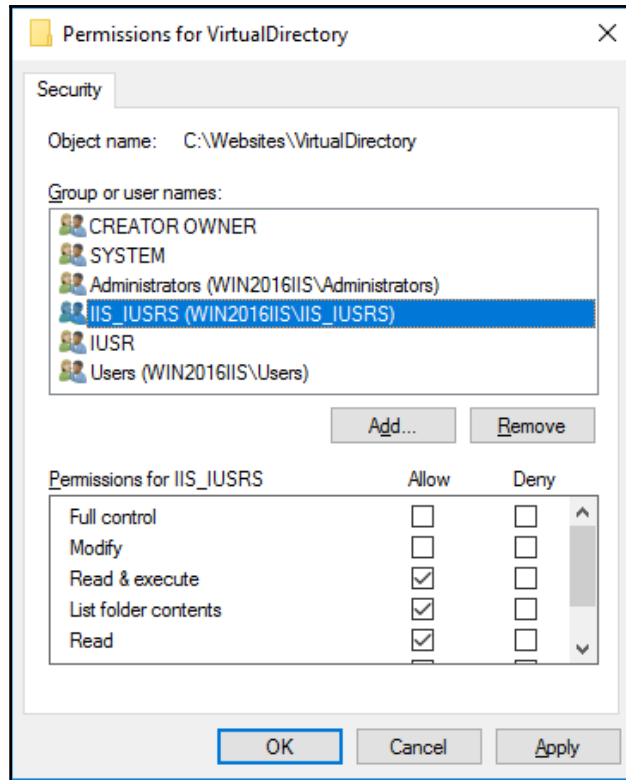 Permissions for VirtualDirectory
Security
Object name: C:\Websites\VirtualDirectory
Group or user names:
CREATOR OWNER
SYSTEM
Administrators (WIN2016IIS\Administrators)
IIS_IUSRS (WIN2016IIS\IIS_IUSRS)
IUSR
Users (WIN2016IIS\Users)
Add... Remove
Permissions for IIS_IUSRS Allow Deny
Full control
Modify
Read & execute
List folder contents
Read
OK Cancel Apply